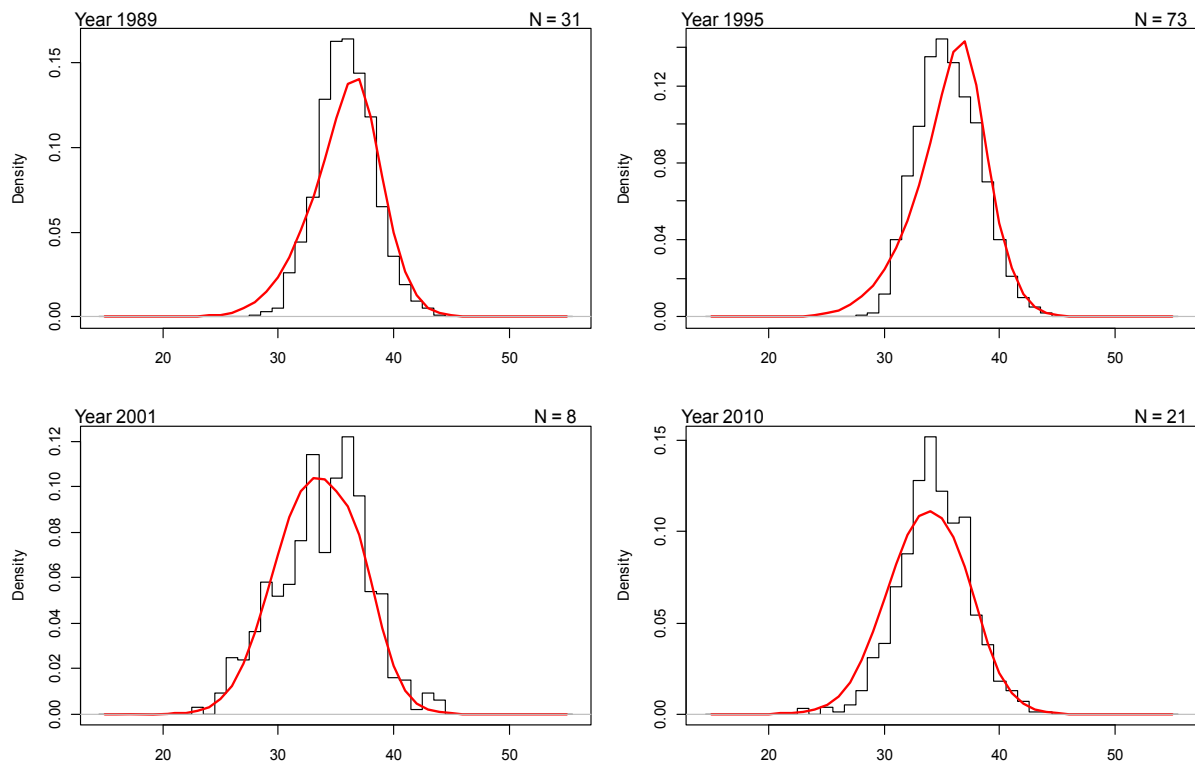 Year 1989 N = 31
Density
0.00 0.05 0.10 0.15
20 30 40 50
Year 1995 N = 73
Density
0.00 0.04 0.08 0.12
20 30 40 50
Year 2001 N = 8
Density
0.00 0.02 0.04 0.06 0.08 0.10 0.12
20 30 40 50
Year 2010 N = 21
Density
0.00 0.05 0.10 0.15
20 30 40 50